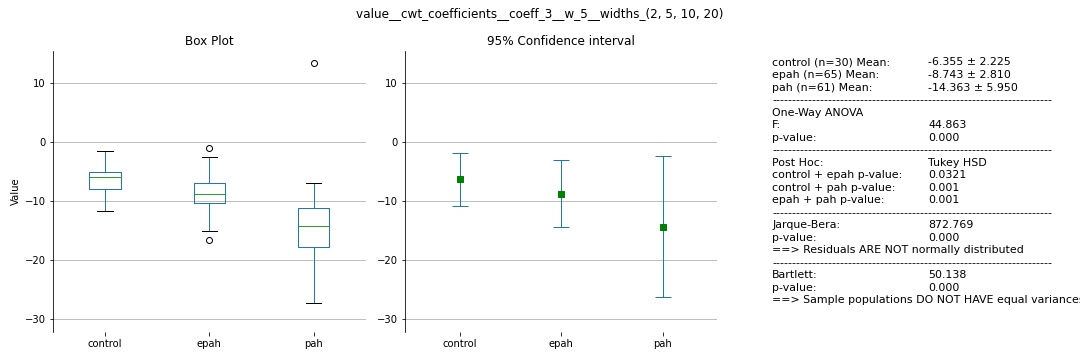 value__cwt_coefficients__coeff_3__w_5__widths_(2, 5, 10, 20)
Box Plot
Value
10
0
−10
−20
−30
control epah pah
95% Confidence interval
10
0
−10
−20
−30
control epah pah
control (n=30) Mean: -6.355 ± 2.225
epah (n=65) Mean: -8.743 ± 2.810
pah (n=61) Mean: -14.363 ± 5.950
One-Way ANOVA
F: 44.863
p-value: 0.000
Post Hoc: Tukey HSD
control + epah p-value: 0.0321
control + pah p-value: 0.001
epah + pah p-value: 0.001
Jarque-Bera: 872.769
p-value: 0.000
==> Residuals ARE NOT normally distributed
Bartlett: 50.138
p-value: 0.000
==> Sample populations DO NOT HAVE equal variances